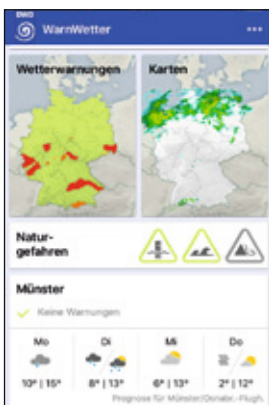 DWD
WarnWetter
Wetterwarnungen Karten
Natur-
gefahren
Münster
Keine Warnungen
Mo Di Mi Do
10° | 15° 8° | 13° 6° | 13° 2° | 12°
Prognose für Münster/Osnabr.-Flugh.